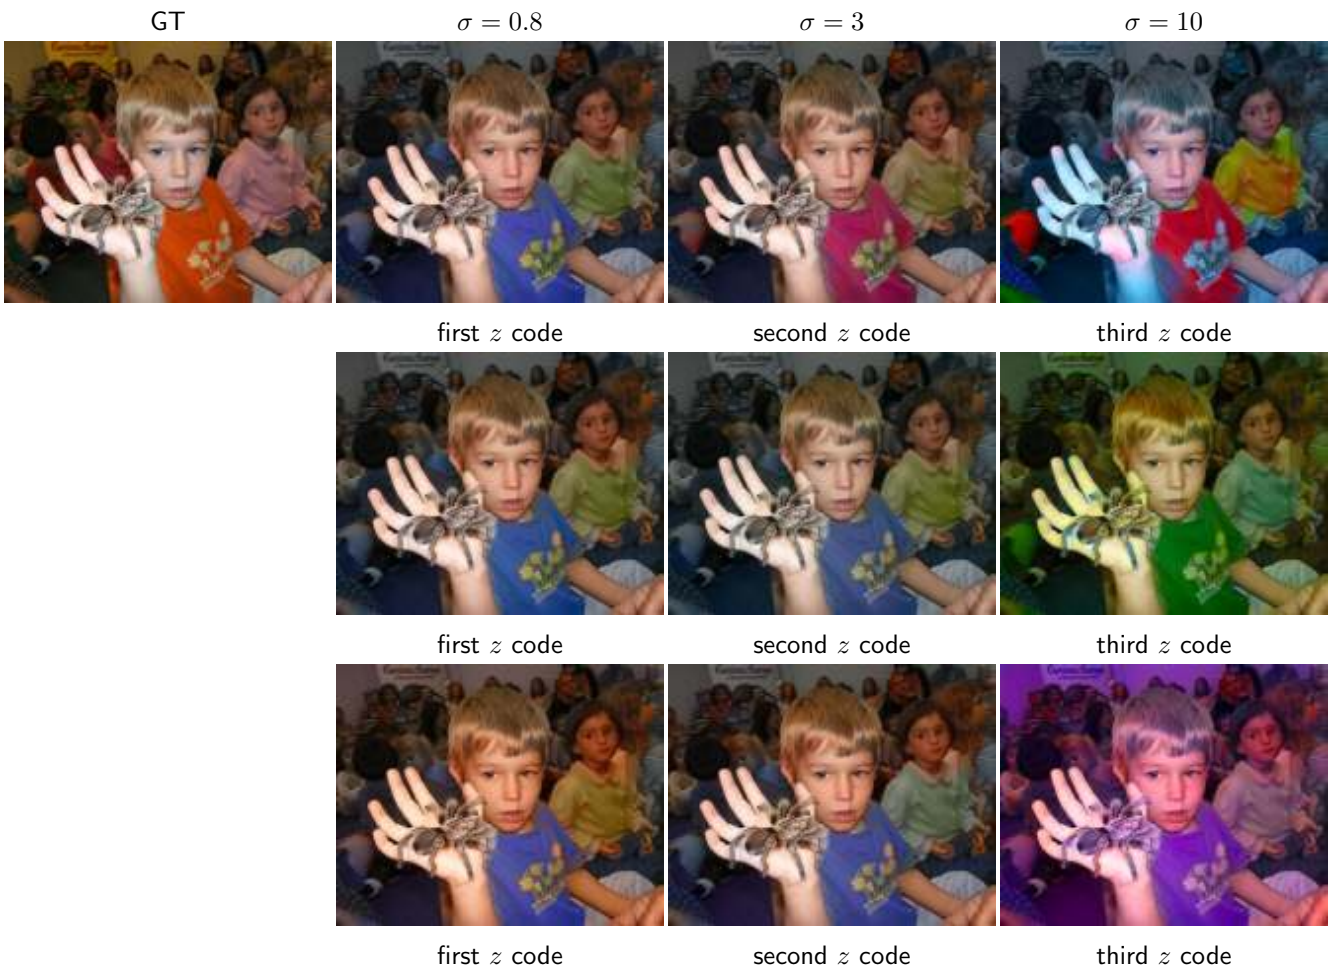 GT σ = 0.8 σ = 3 σ = 10
first z code second z code third z code
first z code second z code third z code
first z code second z code third z code